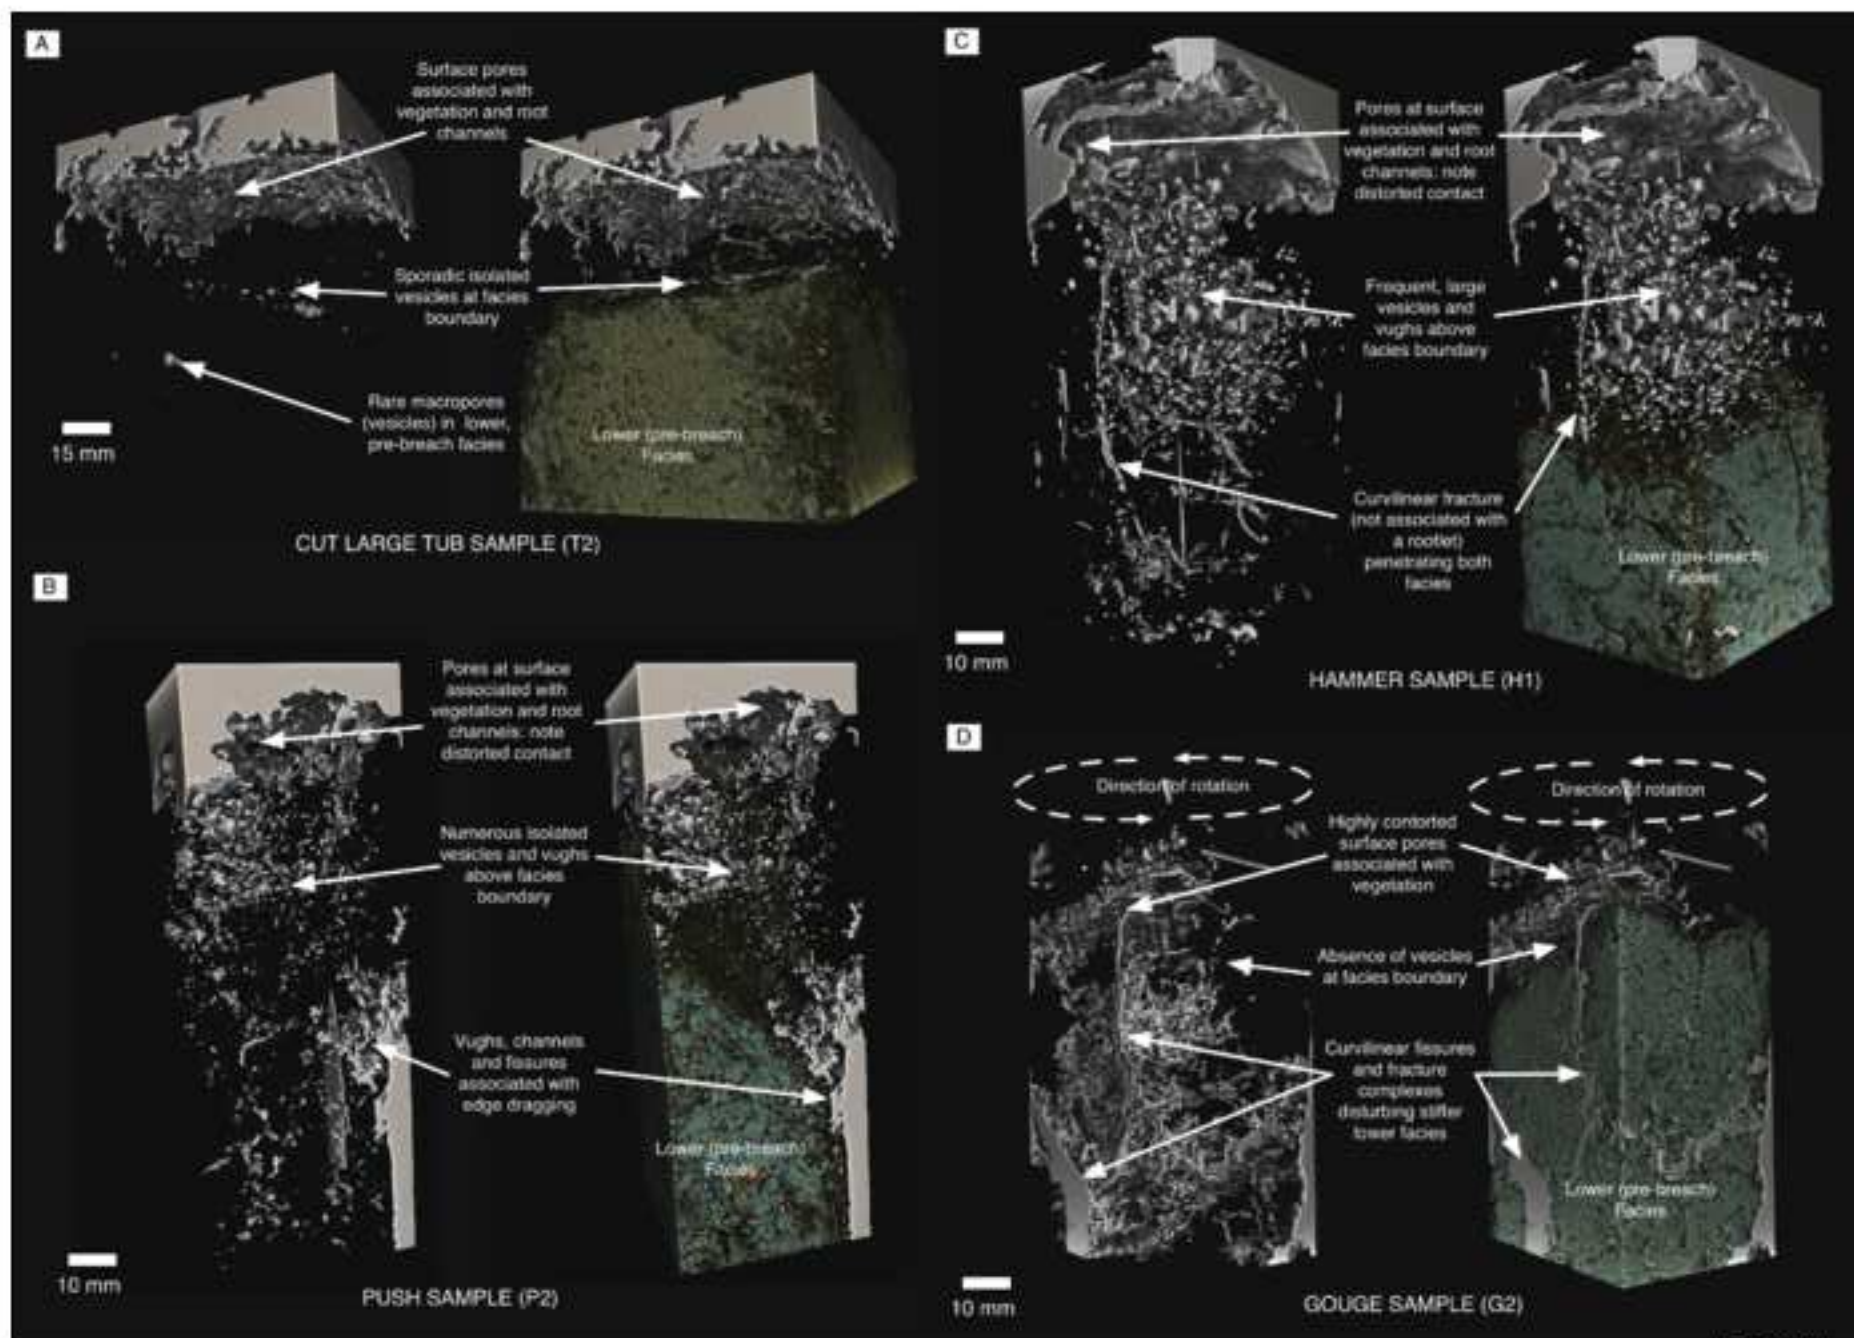 A
Surface pores
associated with
vegetation and root
channels
Sporadic isolated
vesicles at facies
boundary
Rare macropores
(vesicles) in lower,
pre-breach facies
Lower (pre-breach)
Facies
15 mm
CUT LARGE TUB SAMPLE (T2)
B
Pores at surface
associated with
vegetation and root
channels: note
distorted contact
Numerous isolated
vesicles and vughs
above facies
boundary
Vughs, channels
and fissures
associated with
edge dragging
Lower (pre-breach)
Facies
10 mm
PUSH SAMPLE (P2)
C
Pores at surface
associated with
vegetation and root
channels: note
distorted contact
Frequent, large
vesicles and
vughs above
facies boundary
Curvilinear fracture
(not associated with
a rootlet)
penetrating both
facies
Lower (pre-breach)
Facies
10 mm
HAMMER SAMPLE (H1)
D
Direction of rotation
Direction of rotation
Highly contorted
surface pores
associated with
vegetation
Absence of vesicles
at facies boundary
Curvilinear fissures
and fracture
complexes
disturbing stiffer
lower facies
Lower (pre-breach)
Facies
10 mm
GOUGE SAMPLE (G2)